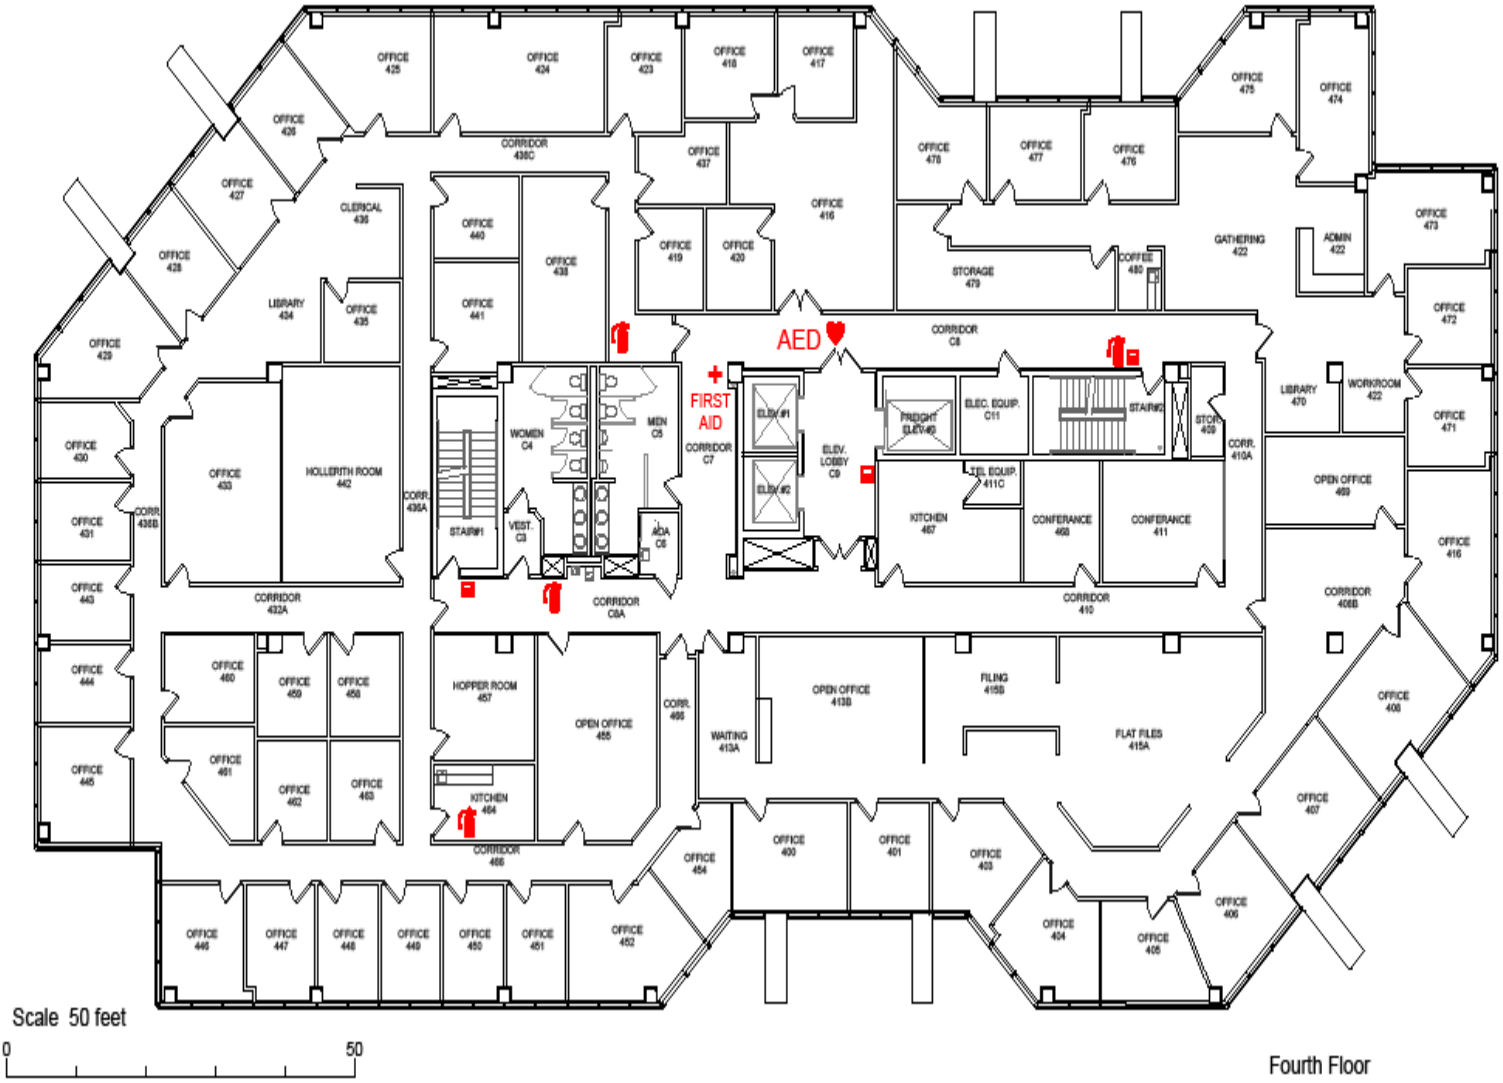 OFFICE
425
OFFICE
424
OFFICE
423
OFFICE
418
OFFICE
417
OFFICE
475
OFFICE
474
OFFICE
426
CORRIDOR
436C
OFFICE
437
OFFICE
478
OFFICE
477
OFFICE
476
OFFICE
427
CLERICAL
436
OFFICE
440
OFFICE
438
OFFICE
419
OFFICE
420
OFFICE
416
GATHERING
422
ADMIN
422
OFFICE
473
OFFICE
428
LIBRARY
434
OFFICE
435
OFFICE
441
STORAGE
479
COFFEE
480
OFFICE
472
OFFICE
429
AED
CORRIDOR
C8
FIRST
AID
CORRIDOR
C7
ELEV.#1
ELEV.#2
ELEV.
LOBBY
C9
FREIGHT
ELEV.#3
ELEC. EQUIP.
C11
STAIR#2
STOR.
409
CORR.
410A
LIBRARY
470
WORKROOM
422
OFFICE
471
OFFICE
430
OFFICE
433
HOLLERITH ROOM
442
CORR.
436A
WOMEN
C4
MEN
C5
OFFICE
431
CORR.
436B
STAIR#1
VEST.
C3
ADA
C6
KITCHEN
467
TEL EQUIP.
411C
CONFERANCE
468
CONFERANCE
411
OPEN OFFICE
469
OFFICE
416
OFFICE
443
CORRIDOR
432A
CORRIDOR
C8A
CORRIDOR
410
CORRIDOR
408B
OFFICE
444
OFFICE
460
OFFICE
459
OFFICE
458
HOPPER ROOM
457
OPEN OFFICE
455
CORR.
466
WAITING
413A
OPEN OFFICE
413B
FILING
415B
FLAT FILES
415A
OFFICE
408
OFFICE
445
OFFICE
461
OFFICE
462
OFFICE
463
KITCHEN
464
CORRIDOR
466
OFFICE
454
OFFICE
400
OFFICE
401
OFFICE
403
OFFICE
407
OFFICE
446
OFFICE
447
OFFICE
448
OFFICE
449
OFFICE
450
OFFICE
451
OFFICE
452
OFFICE
404
OFFICE
405
OFFICE
406
Scale 50 feet
0 50
Fourth Floor